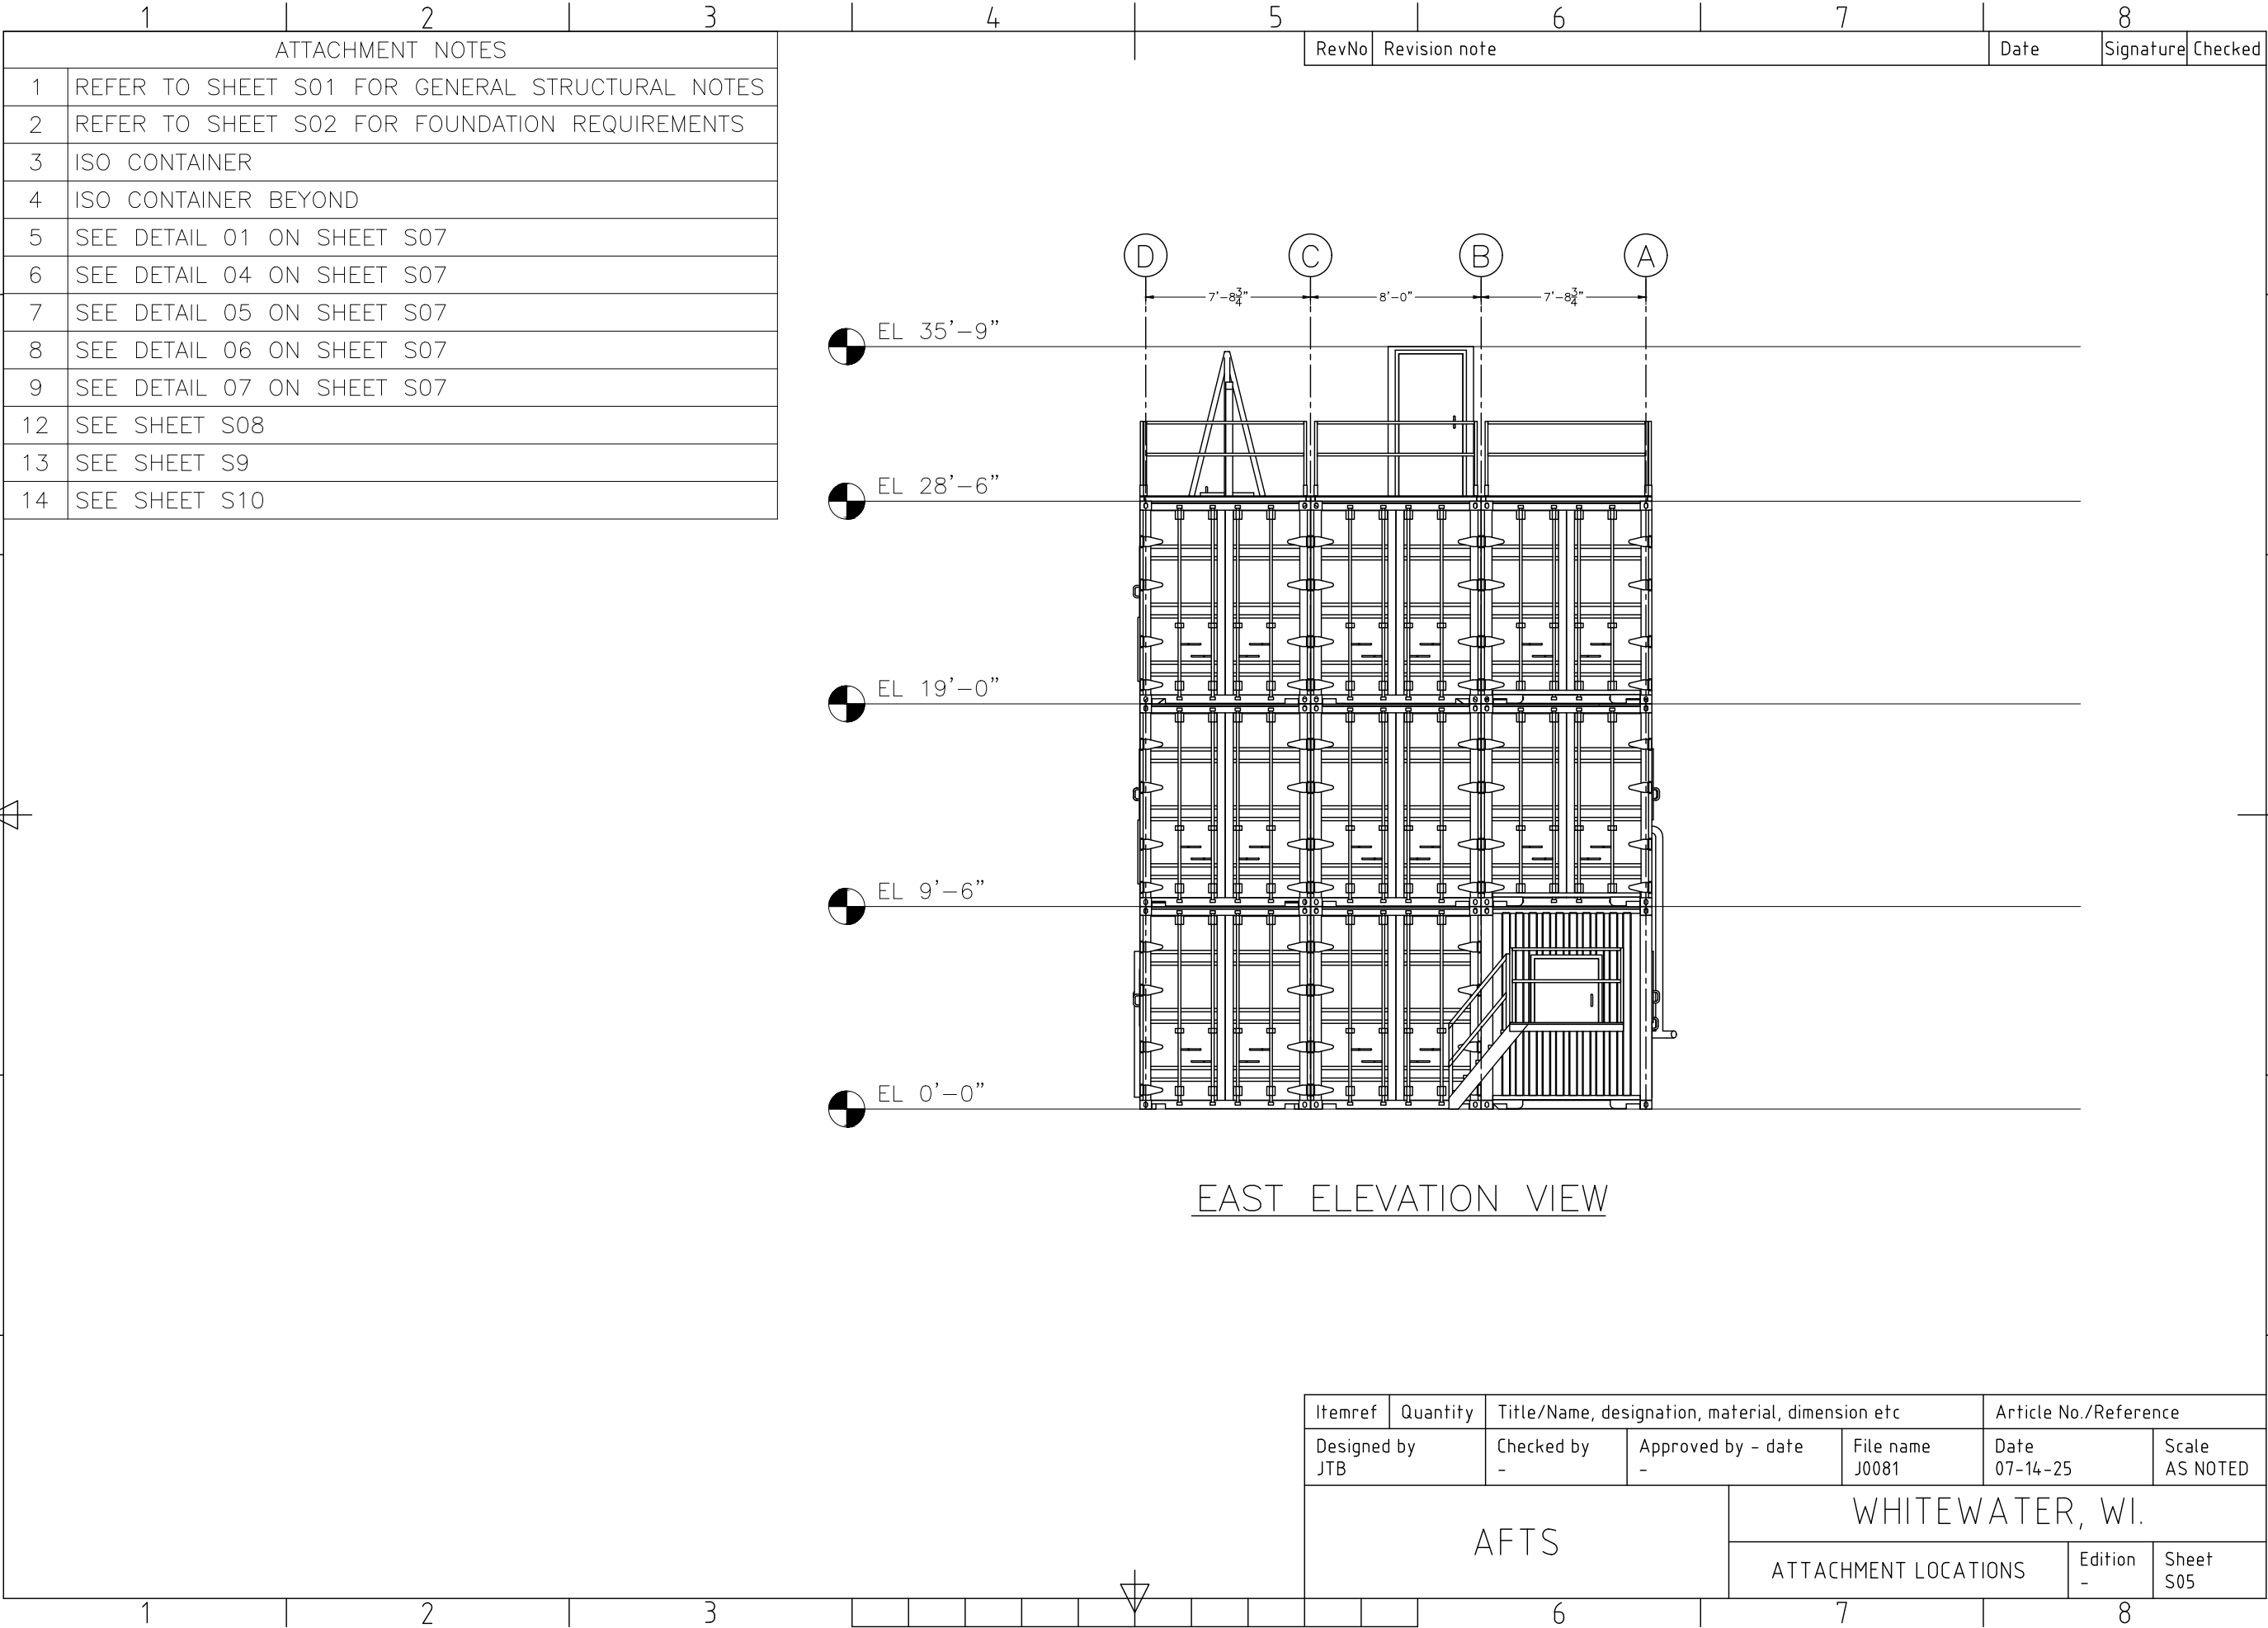 1 2 3 4 5 6 7 8
ATTACHMENT NOTES
1 REFER TO SHEET S01 FOR GENERAL STRUCTURAL NOTES
2 REFER TO SHEET S02 FOR FOUNDATION REQUIREMENTS
3 ISO CONTAINER
4 ISO CONTAINER BEYOND
5 SEE DETAIL 01 ON SHEET S07
6 SEE DETAIL 04 ON SHEET S07
7 SEE DETAIL 05 ON SHEET S07
8 SEE DETAIL 06 ON SHEET S07
9 SEE DETAIL 07 ON SHEET S07
12 SEE SHEET S08
13 SEE SHEET S9
14 SEE SHEET S10
RevNo Revision note Date Signature Checked
D C B A
7'-8 3/4" 8'-0" 7'-8 3/4"
EL 35'-9"
EL 28'-6"
EL 19'-0"
EL 9'-6"
EL 0'-0"
EAST ELEVATION VIEW
Itemref Quantity Title/Name, designation, material, dimension etc Article No./Reference
Designed by Checked by Approved by - date File name Date Scale
JTB - - J0081 07-14-25 AS NOTED
AFTS
WHITEWATER, WI.
ATTACHMENT LOCATIONS
Edition Sheet
- S05
1 2 3 6 7 8